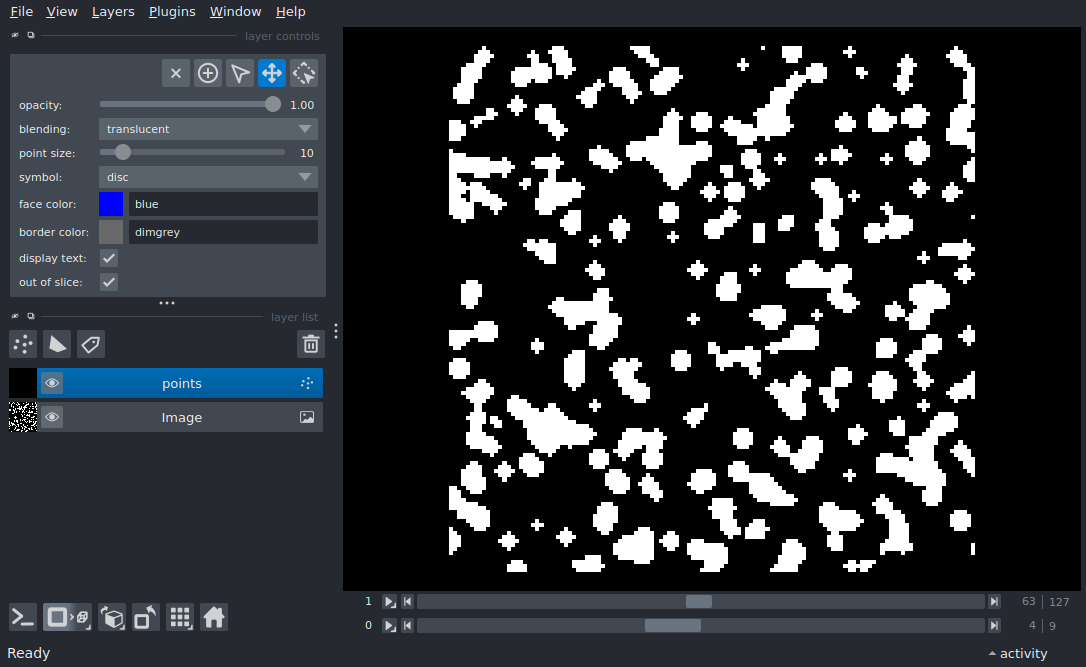 File View Layers Plugins Window Help
layer controls
opacity: 1.00
blending: translucent
point size: 10
symbol: disc
face color: blue
border color: dimgrey
display text:
out of slice:
layer list
points
Image
1 63 | 127
0 4 | 9
Ready activity